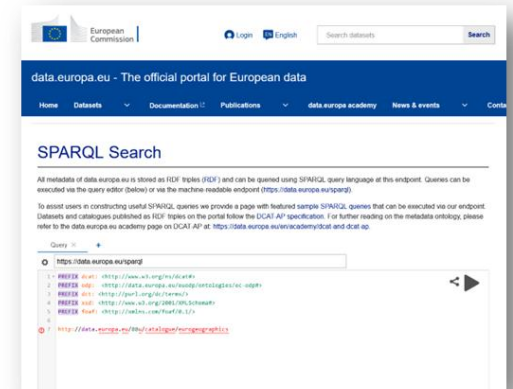 European
Commission
Login
English
Search datasets
Search
data.europa.eu - The official portal for European data
Home
Datasets
Documentation
Publications
data.europa academy
News & events
Conta
SPARQL Search
All metadata of data.europa.eu is stored as RDF triples (RDF) and can be queried using SPARQL query language at this endpoint. Queries can be
executed via the query editor (below) or via the machine-readable endpoint (https://data.europa.eu/sparql).
To assist users in constructing useful SPARQL queries we provide a page with featured sample SPARQL queries that can be executed via our endpoint.
Datasets and catalogues published as RDF triples on the portal follow the DCAT-AP specification. For further reading on the metadata ontology, please
refer to the data.europa.eu academy page on DCAT-AP at: https://data.europa.eu/en/academy/dcat-and-dcat-ap.
Query
+
https://data.europa.eu/sparql
1 PREFIX dcat: <http://www.w3.org/ns/dcat#>
2 PREFIX odp: <http://data.europa.eu/euodp/ontologies/ec-odp#>
3 PREFIX dct: <http://purl.org/dc/terms/>
4 PREFIX xsd: <http://www.w3.org/2001/XMLSchema#>
5 PREFIX foaf: <http://xmlns.com/foaf/0.1/>
6
7 http://data.europa.eu/88u/catalogue/eurogeographics